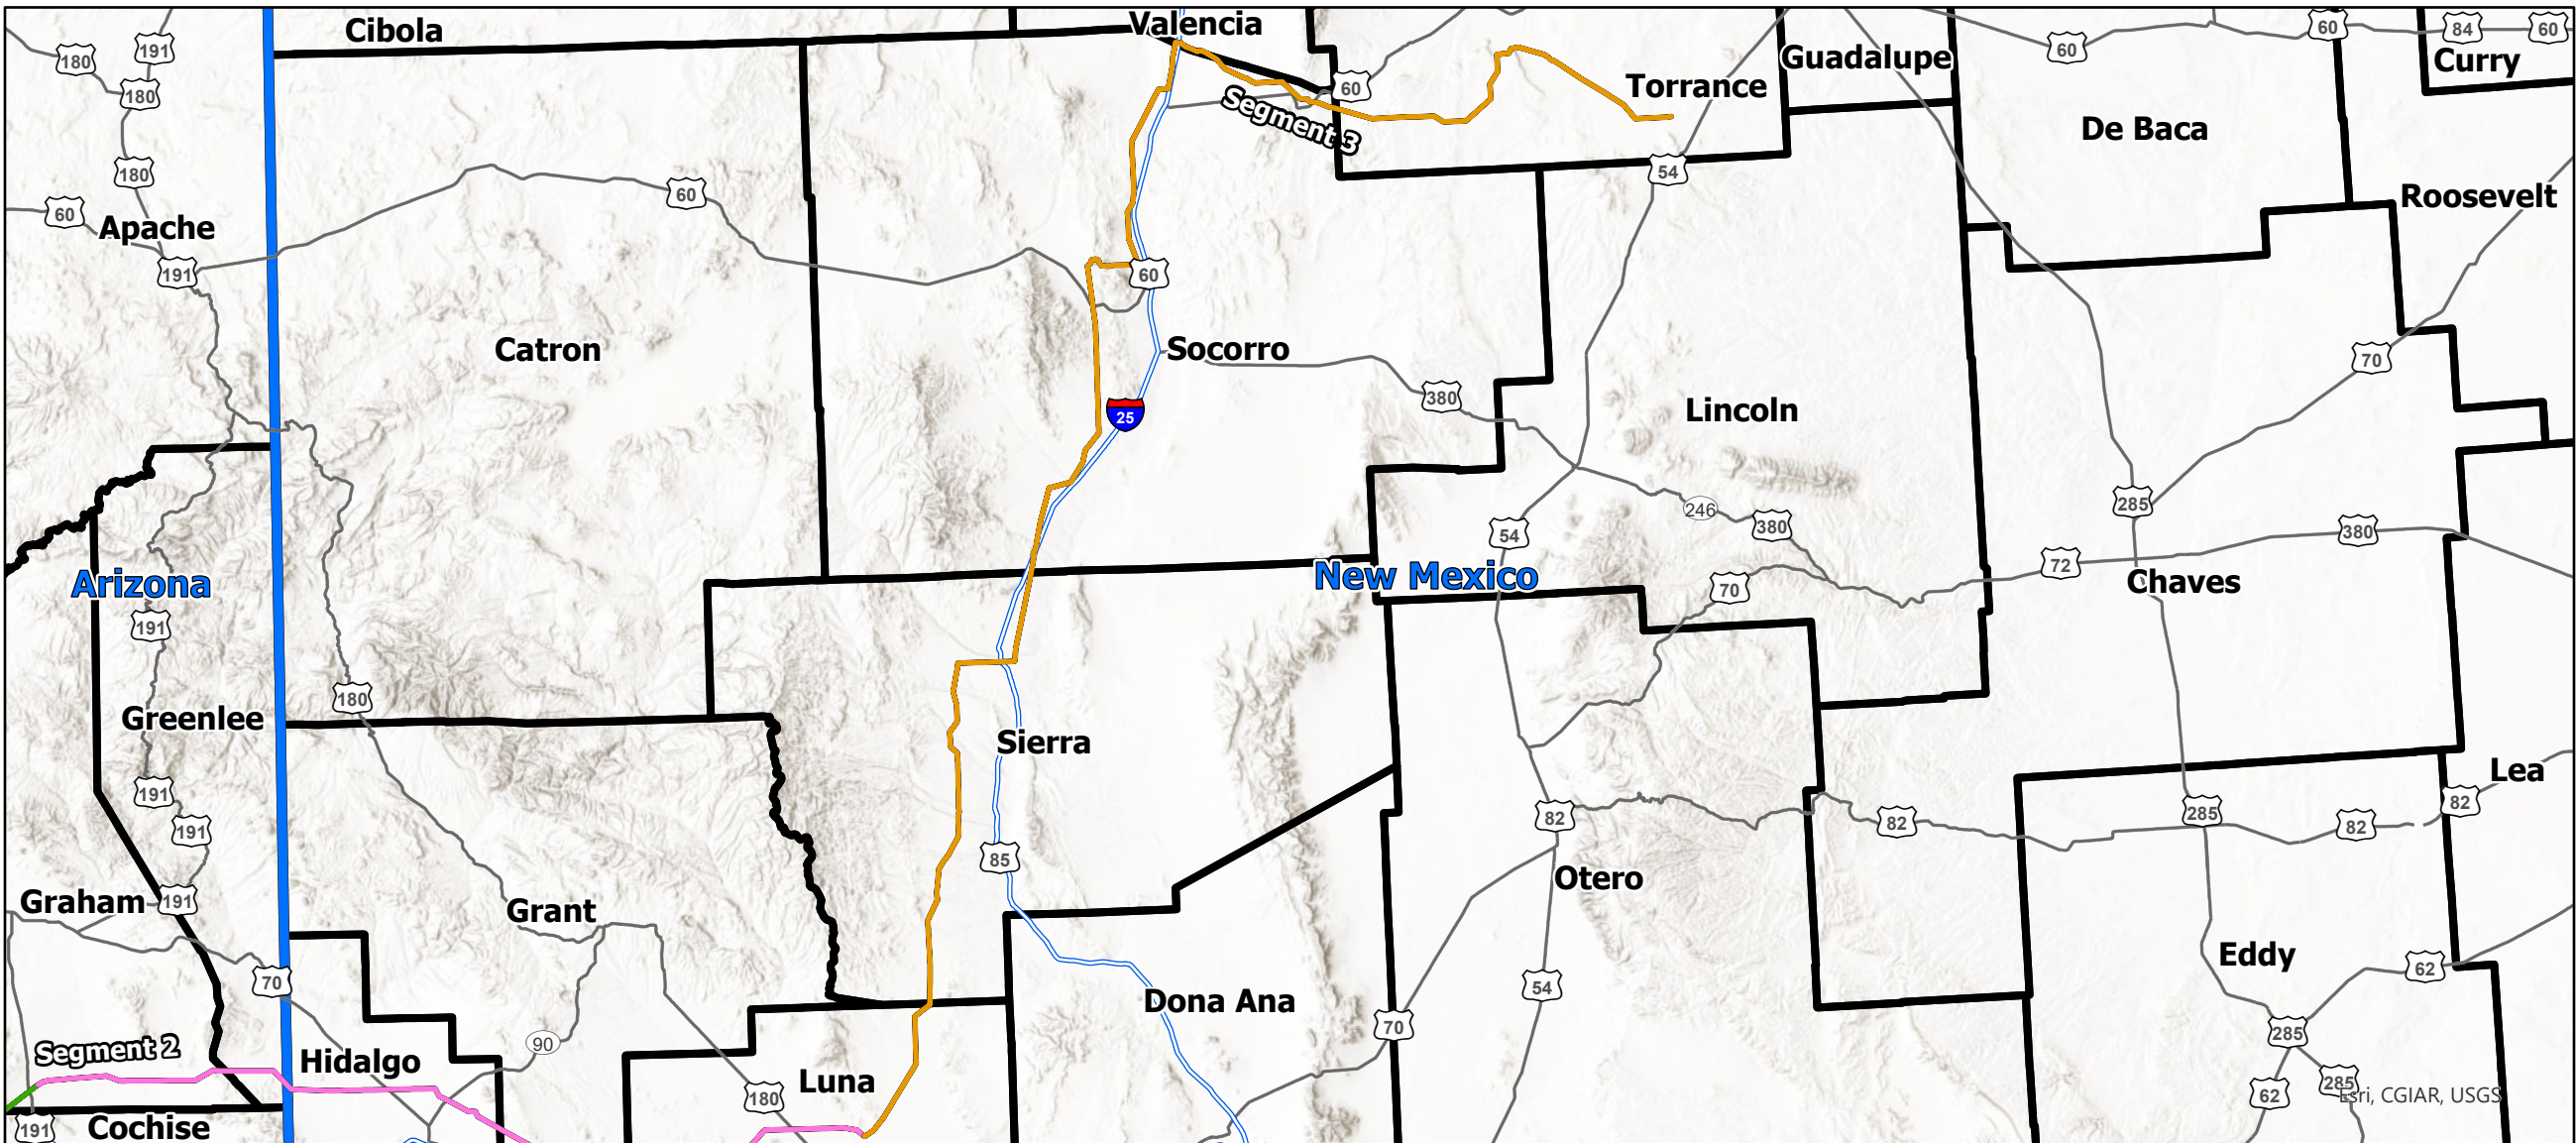 Cibola
Valencia
191
180
180
60
60
84
60
Guadalupe
Curry
Torrance
60
Segment 3
De Baca
180
54
60
Roosevelt
60
Apache
191
60
Socorro
Catron
70
380
25
Lincoln
285
246
380
54
380
72
Arizona
New Mexico
70
Chaves
191
180
Greenlee
Sierra
Lea
191
82
285
82
82
82
191
85
Otero
Graham
191
Grant
Eddy
62
70
54
Dona Ana
70
285
Segment 2
90
Hidalgo
Luna
180
285
62
Esri, CGIAR, USGS
191
Cochise